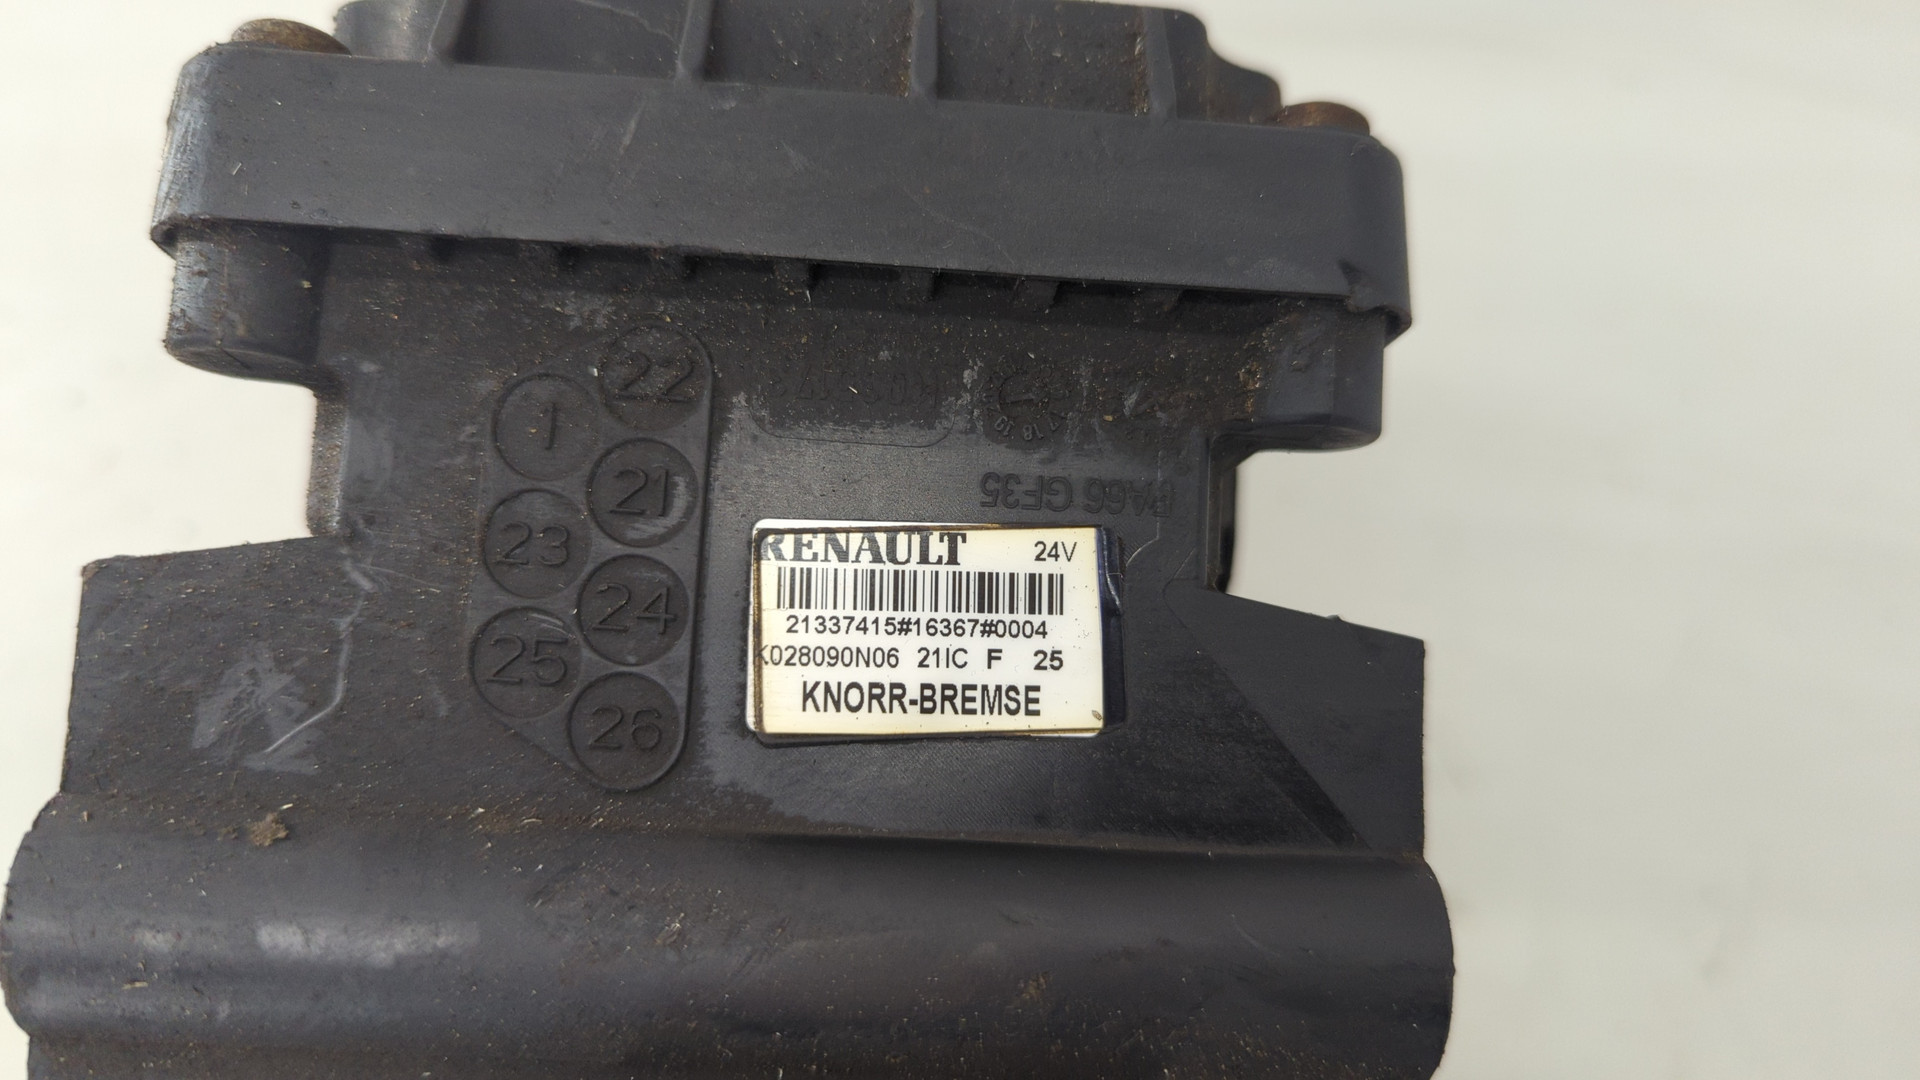 22
1
21
23
24
25
26
PA66 GF35
RENAULT 24V
21337415#16367#0004
K028090N06 21IC F 25
KNORR-BREMSE